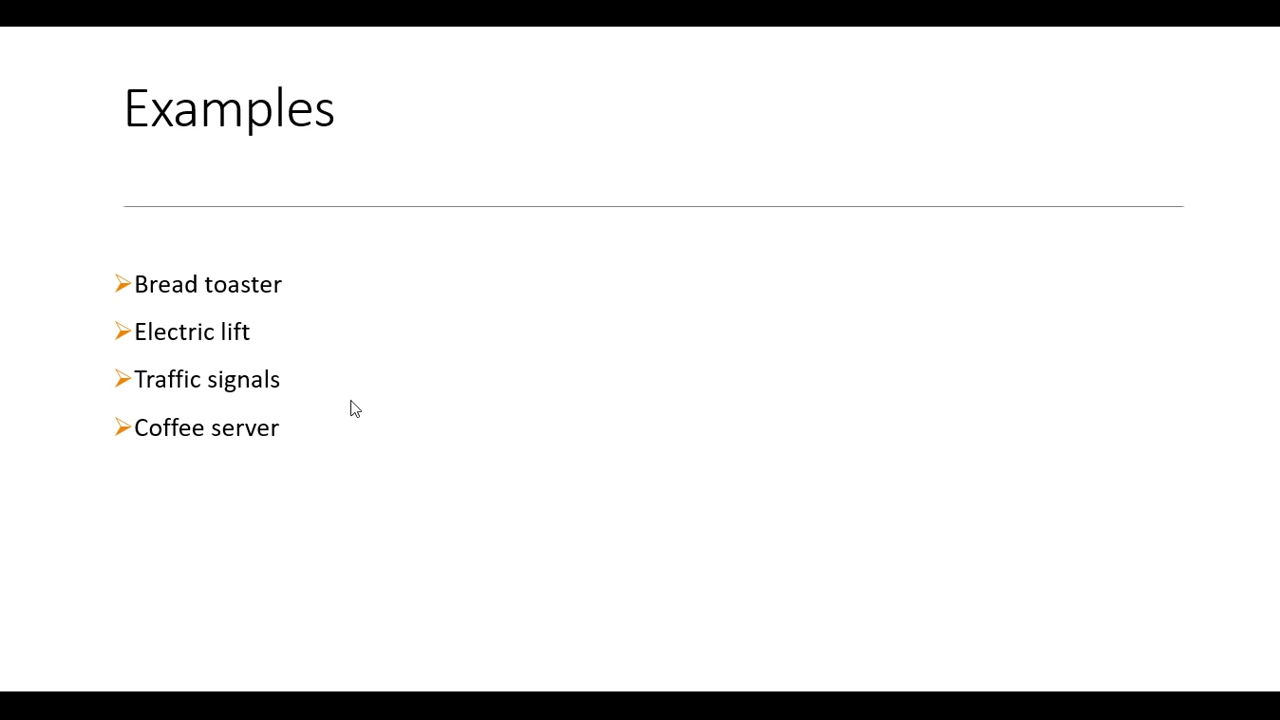 Examples
Bread toaster
Electric lift
Traffic signals
Coffee server